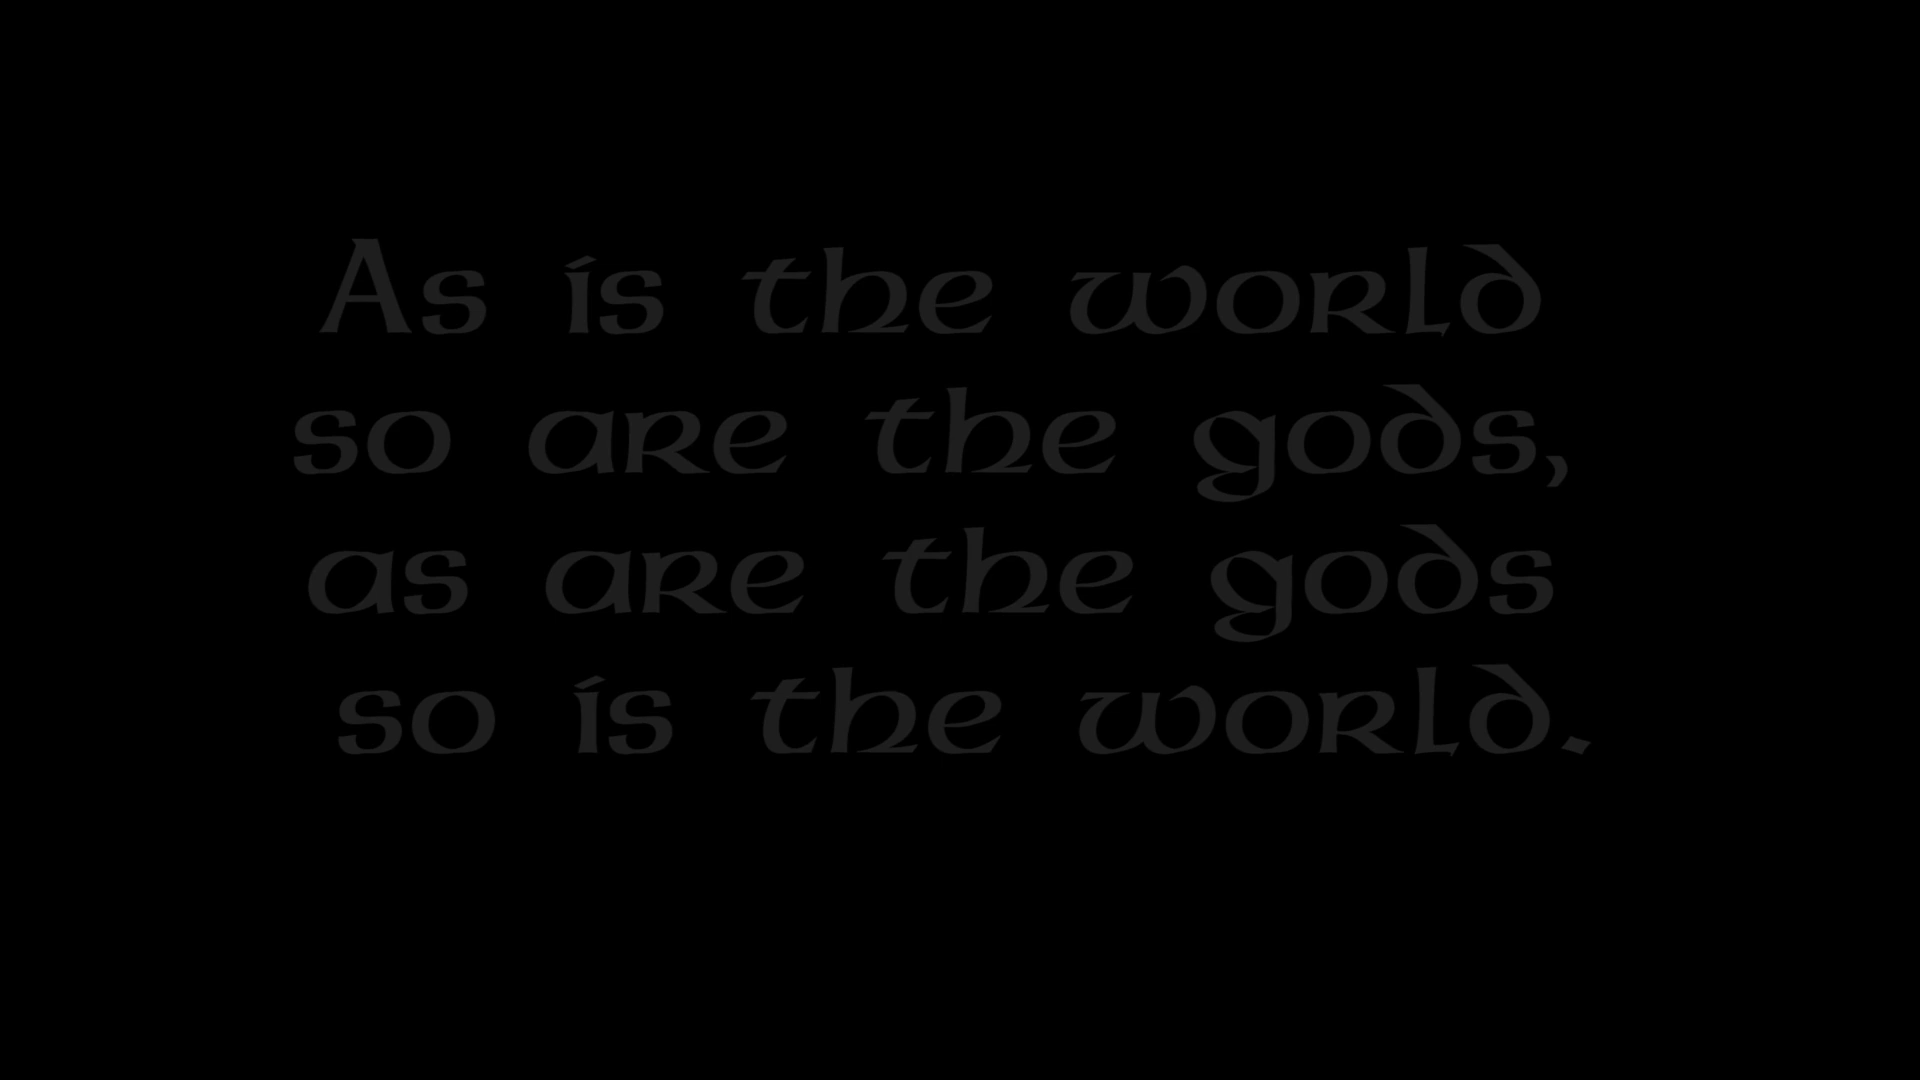 As is the world
so are the gods,
as are the gods
so is the world.